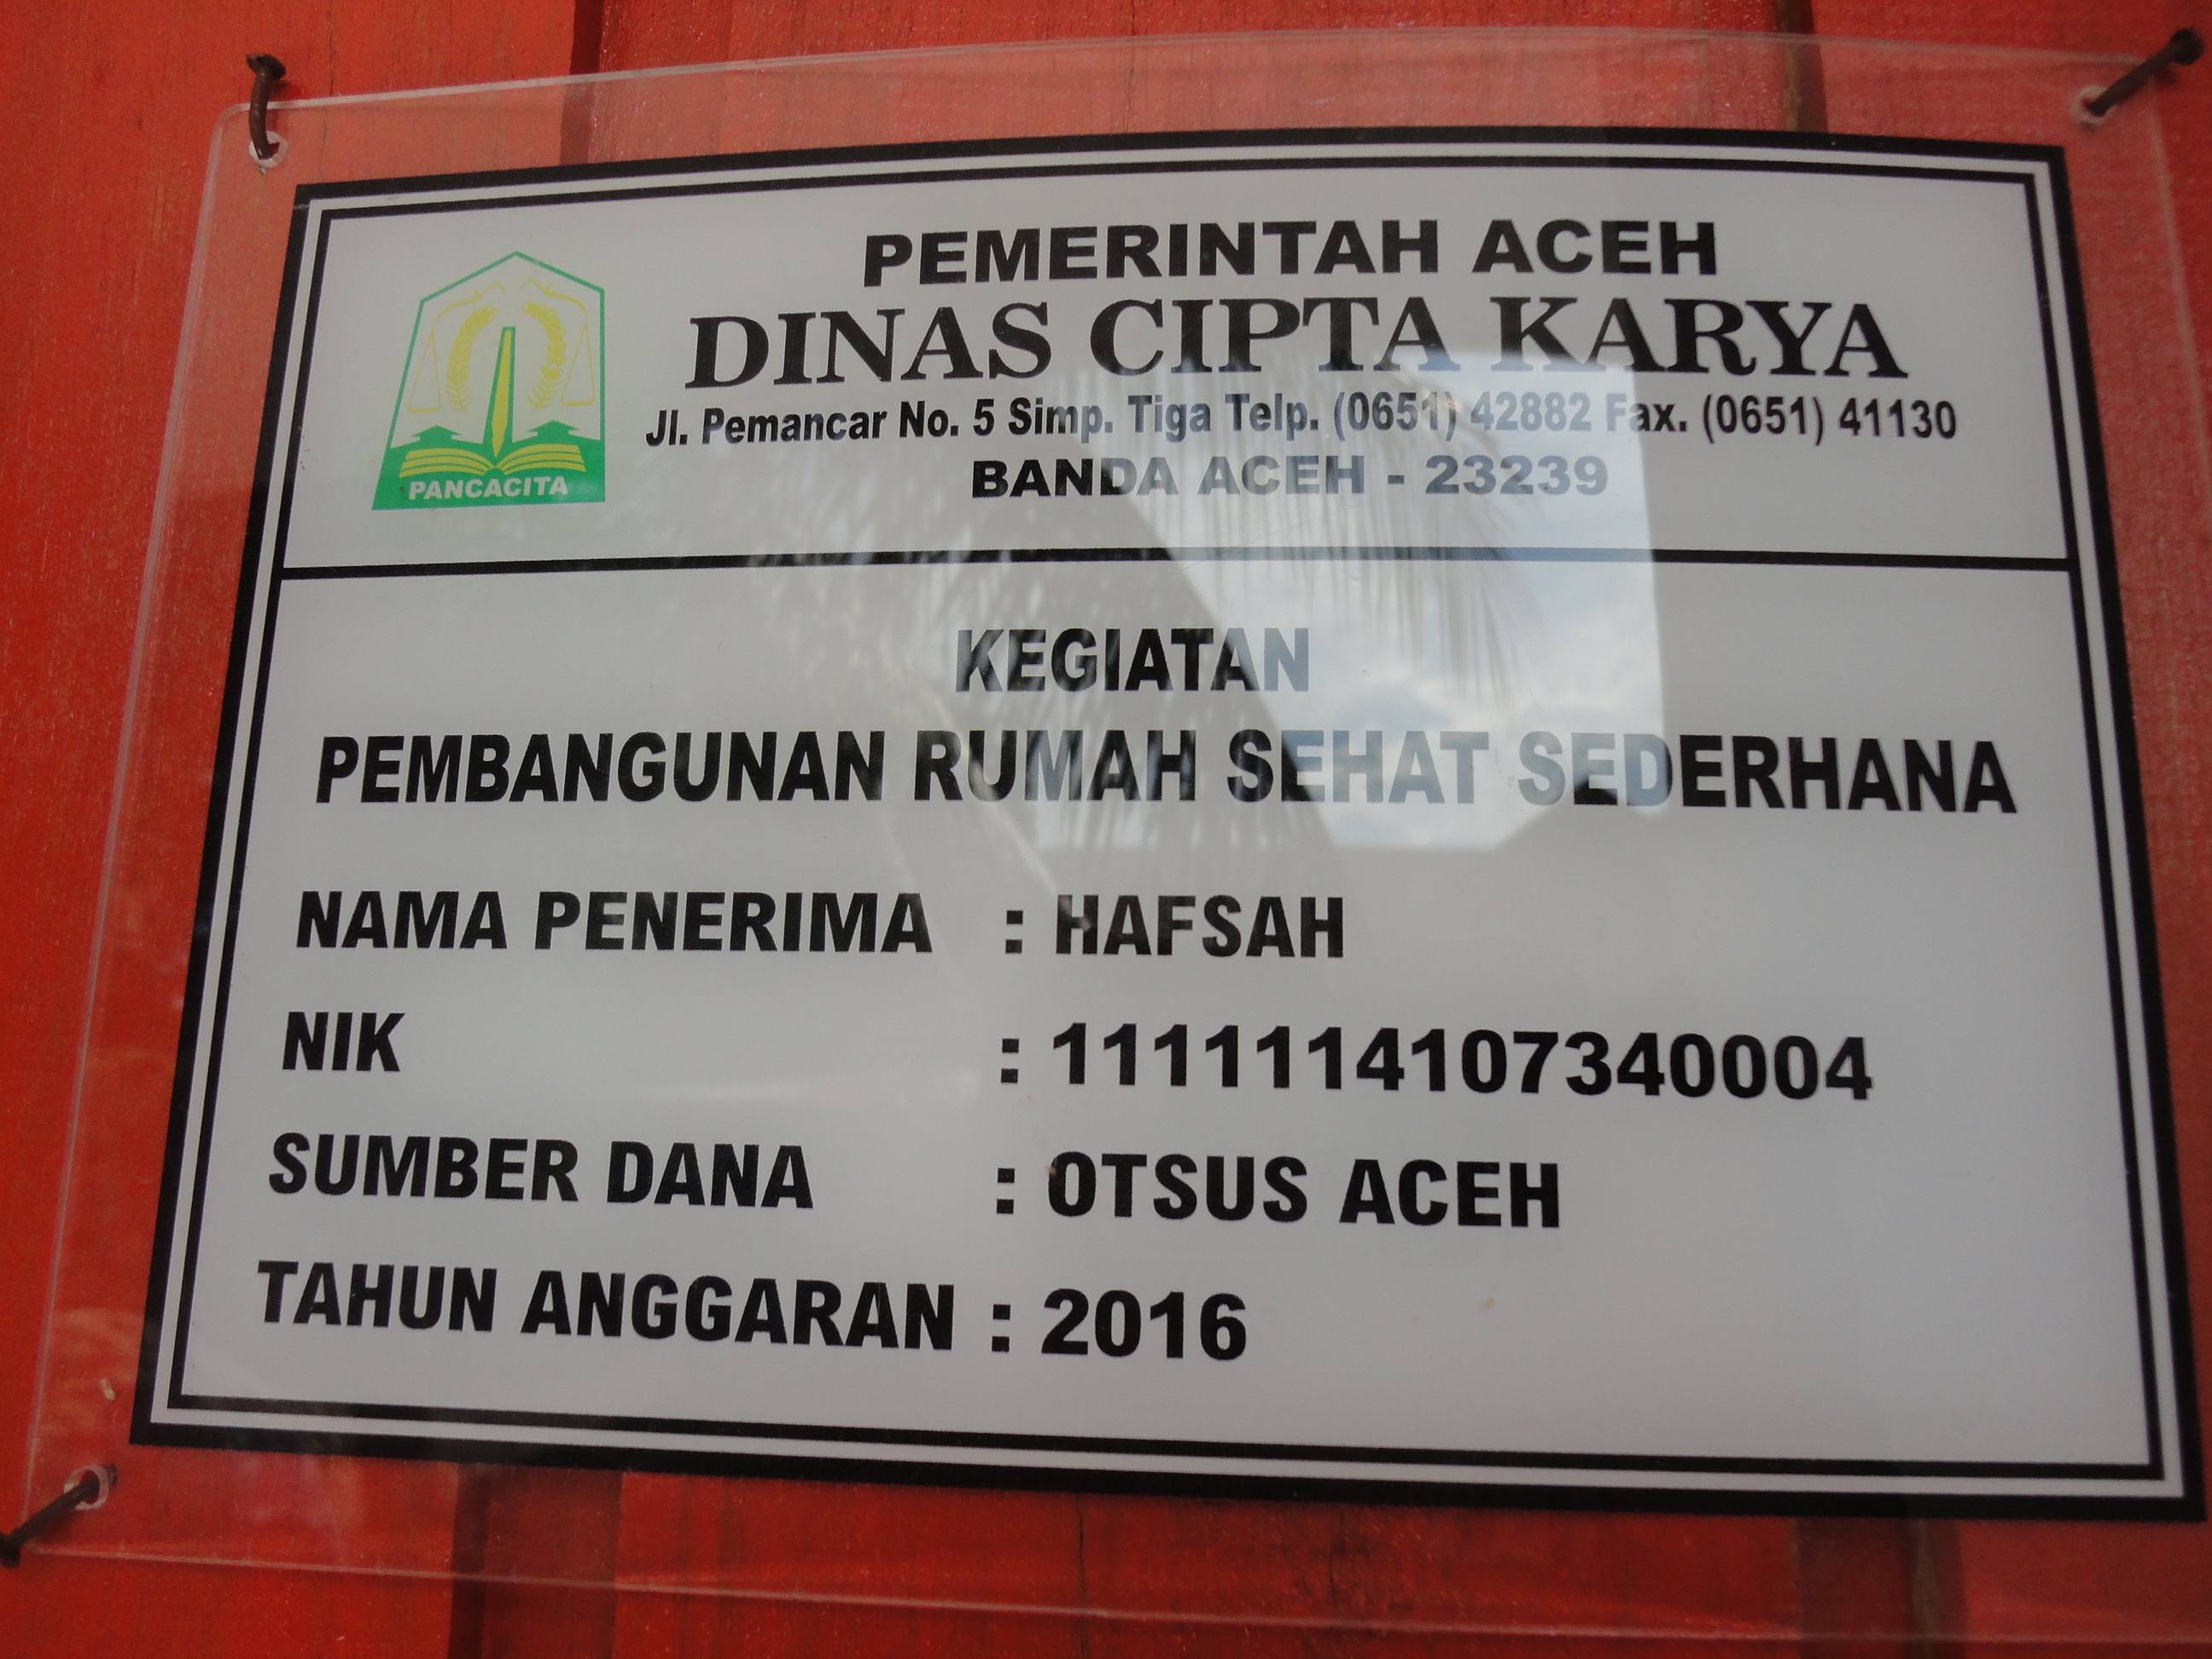 PEMERINTAH ACEH
DINAS CIPTA KARYA
Jl. Pemancar No. 5 Simp. Tiga Telp. (0651) 42882 Fax. (0651) 41130
BANDA ACEH - 23239
PANCACITA
KEGIATAN
PEMBANGUNAN RUMAH SEHAT SEDERHANA
NAMA PENERIMA : HAFSAH
NIK : 1111114107340004
SUMBER DANA : OTSUS ACEH
TAHUN ANGGARAN : 2016